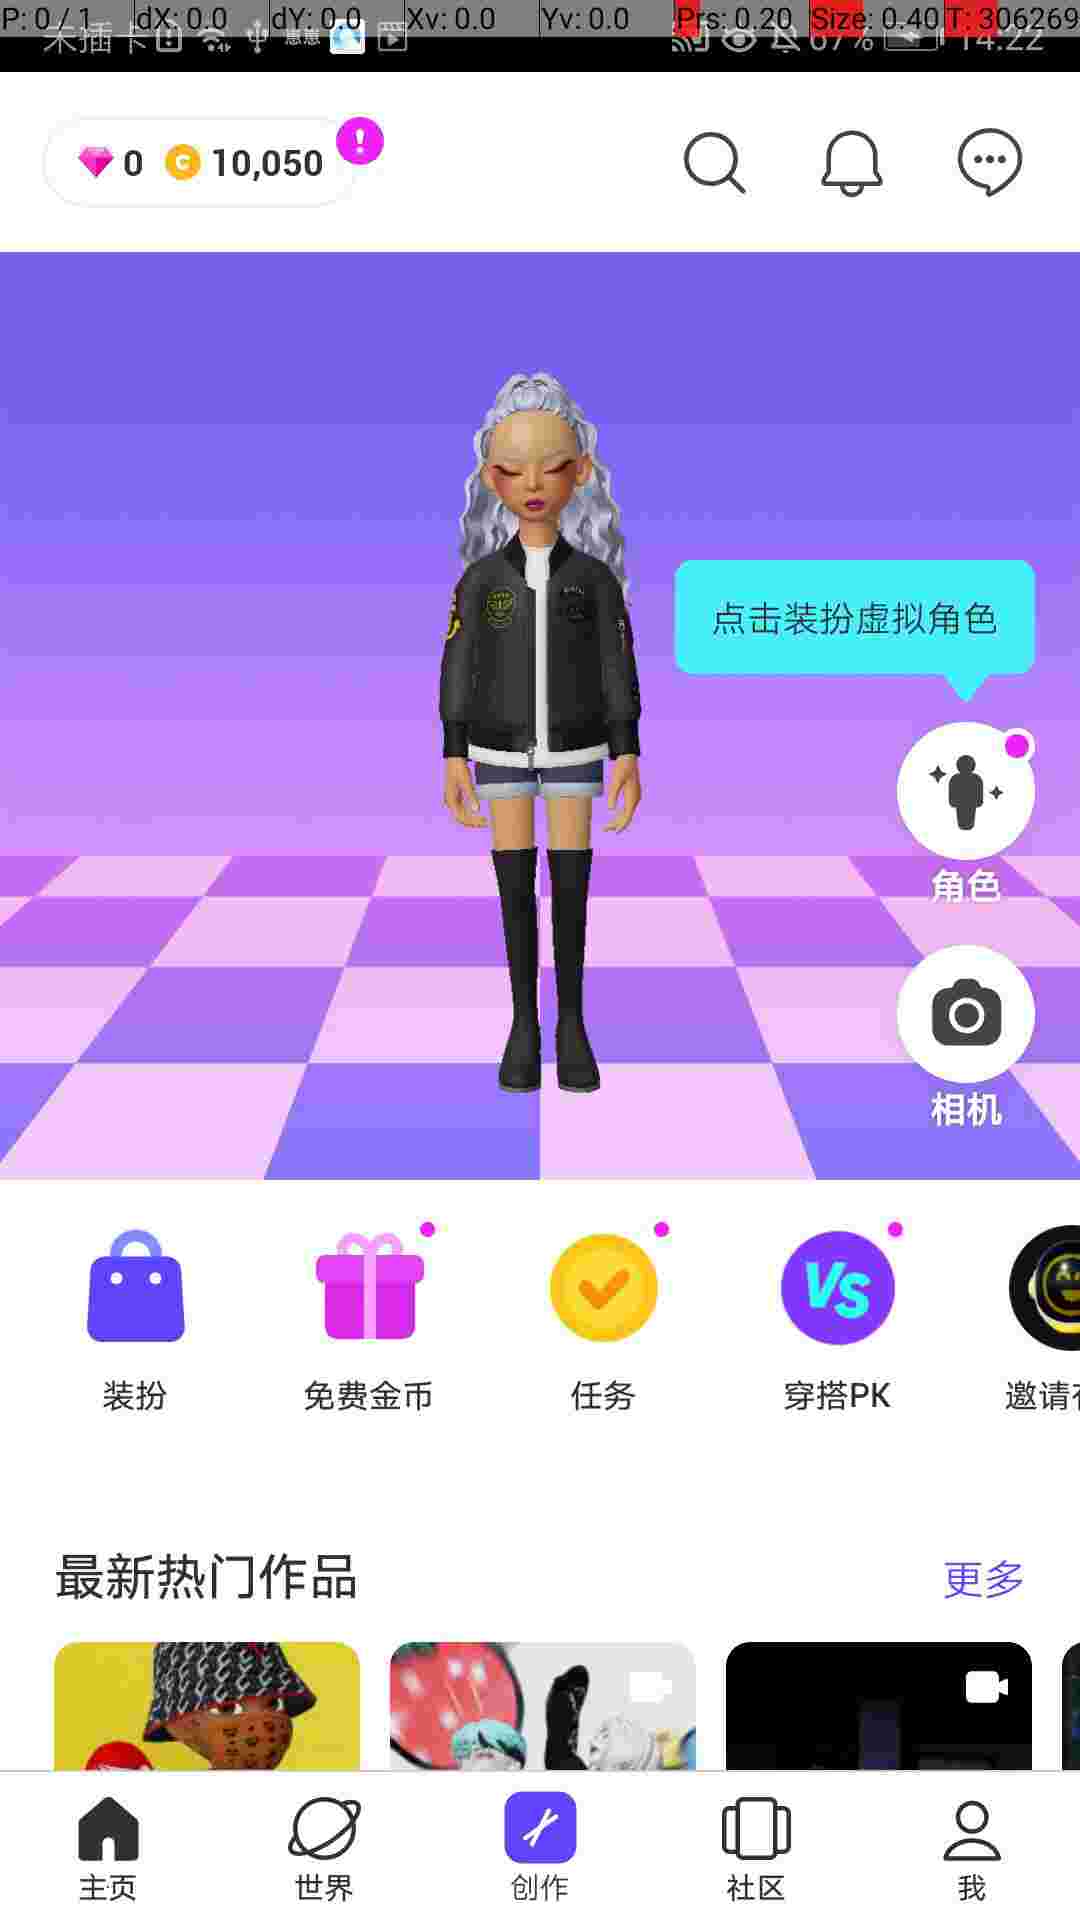 P: 0 / 1 dX: 0.0 dY: 0.0 Xv: 0.0 Yv: 0.0 Prs: 0.20 Size: 0.40 T: 306269
未插卡 67% 14:22
0 10,050
点击装扮虚拟角色
角色
相机
装扮 免费金币 任务 穿搭PK 邀请
最新热门作品 更多
主页 世界 创作 社区 我